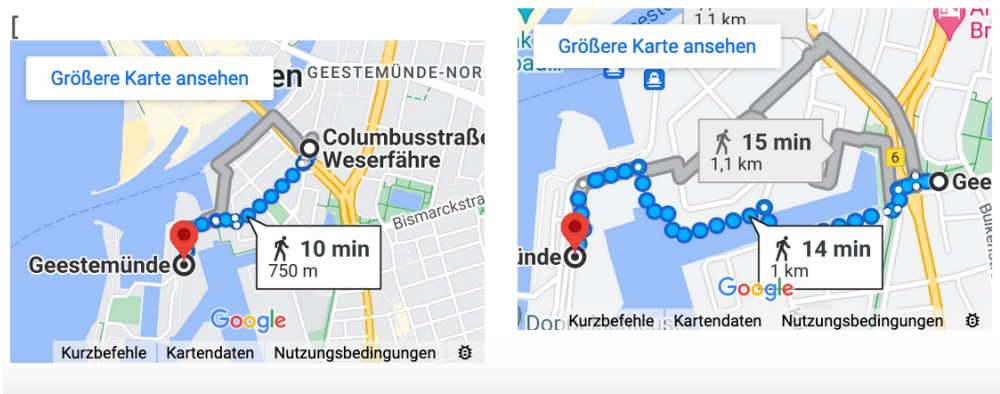 [
Größere Karte ansehen
en
GEESTEMÜNDE-NOR
Columbusstraße
Weserfähre
Bismarckstra
10 min
750 m
Geestemünde
Google
Kurzbefehle
Kartendaten
Nutzungsbedingungen
1,1 km
Größere Karte ansehen
Br
15 min
1,1 km
6
Gee
14 min
1 km
ünde
Google
Kurzbefehle
Kartendaten
Nutzungsbedingungen